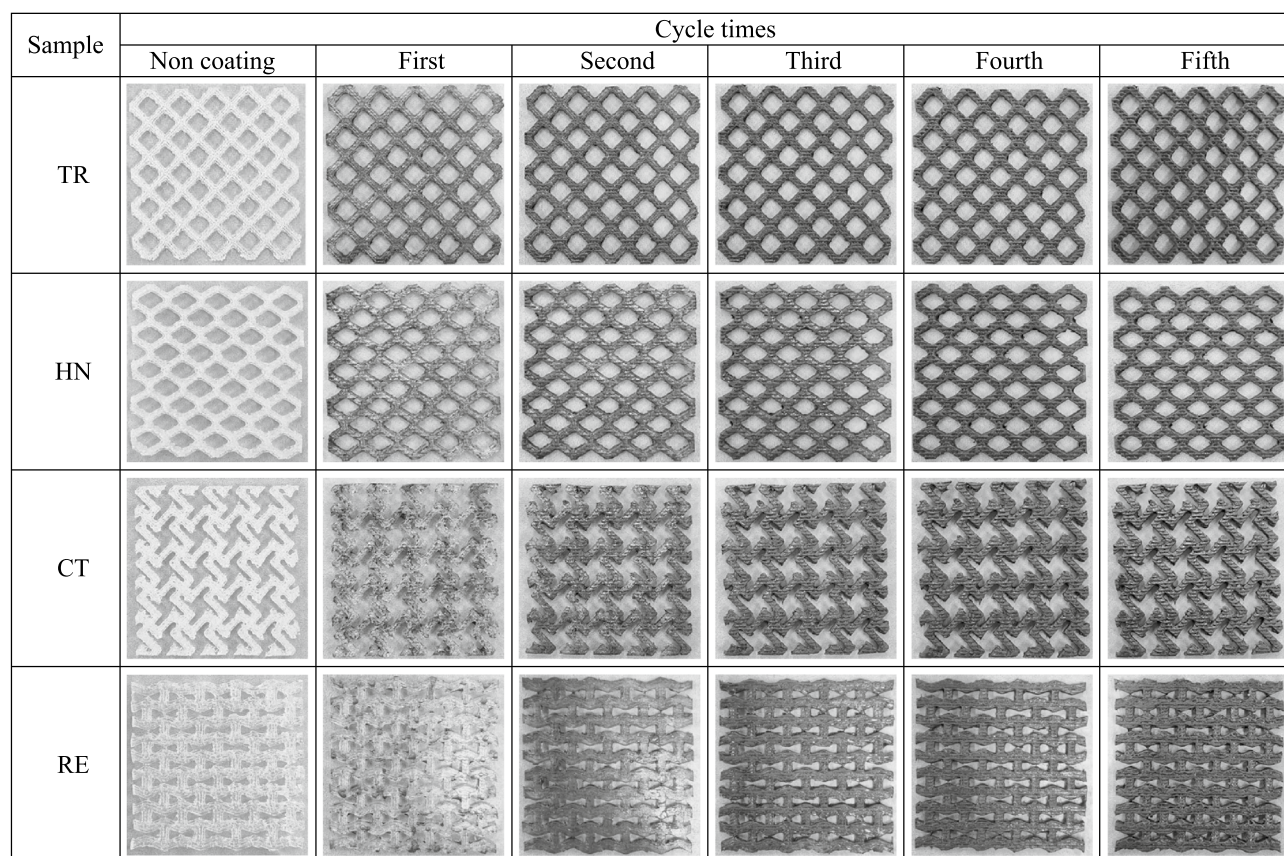 Sample
Cycle times
Non coating
First
Second
Third
Fourth
Fifth
TR
HN
CT
RE